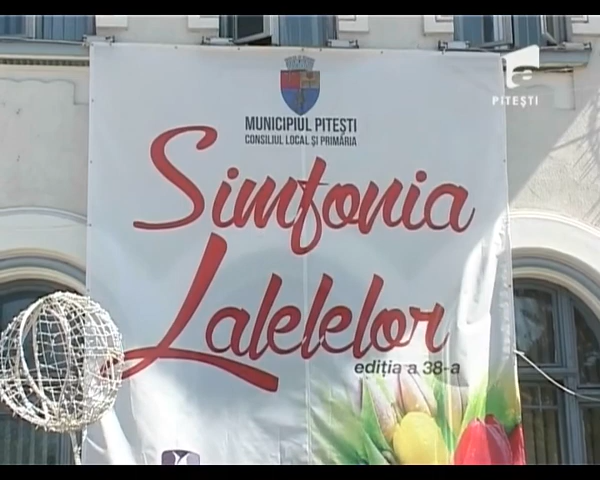 a
PITEȘTI
MUNICIPIUL PITEȘTI
CONSILIUL LOCAL ȘI PRIMĂRIA
Simfonia
Lalelelor
ediția a 38-a